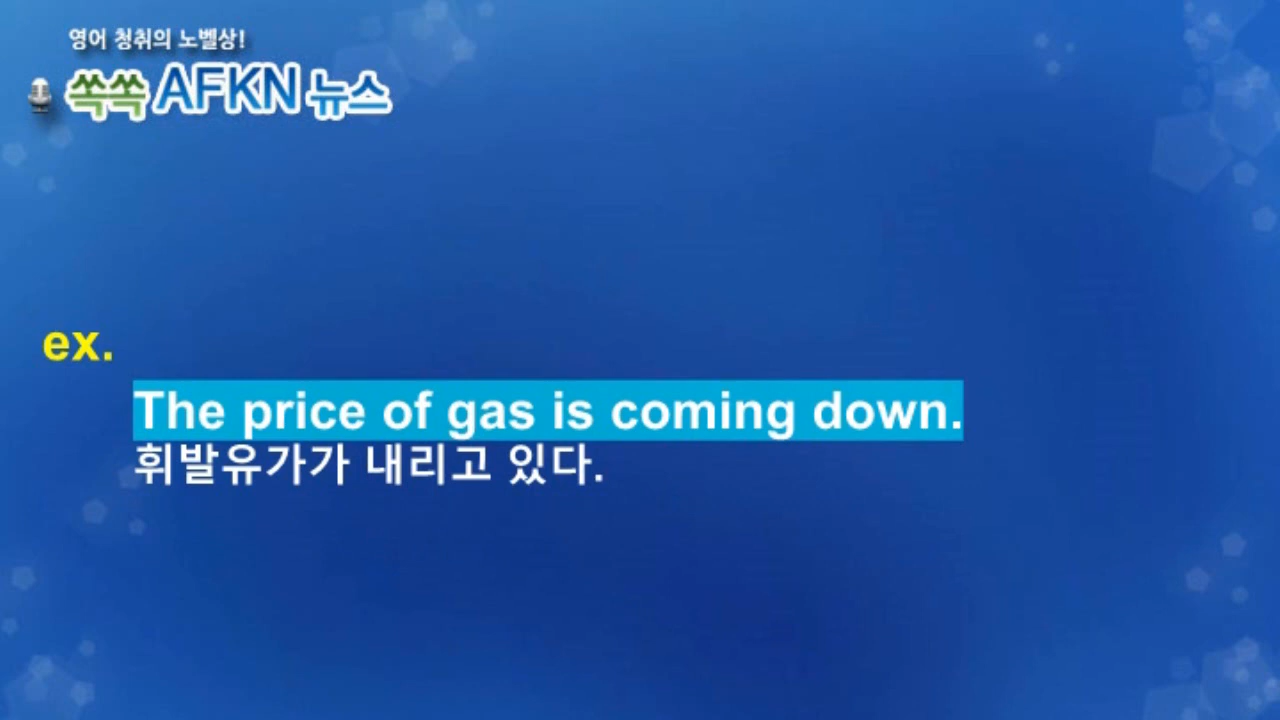 영어 청취의 노벨상!
쏙쏙 AFKN 뉴스
ex.
The price of gas is coming down.
휘발유가가 내리고 있다.